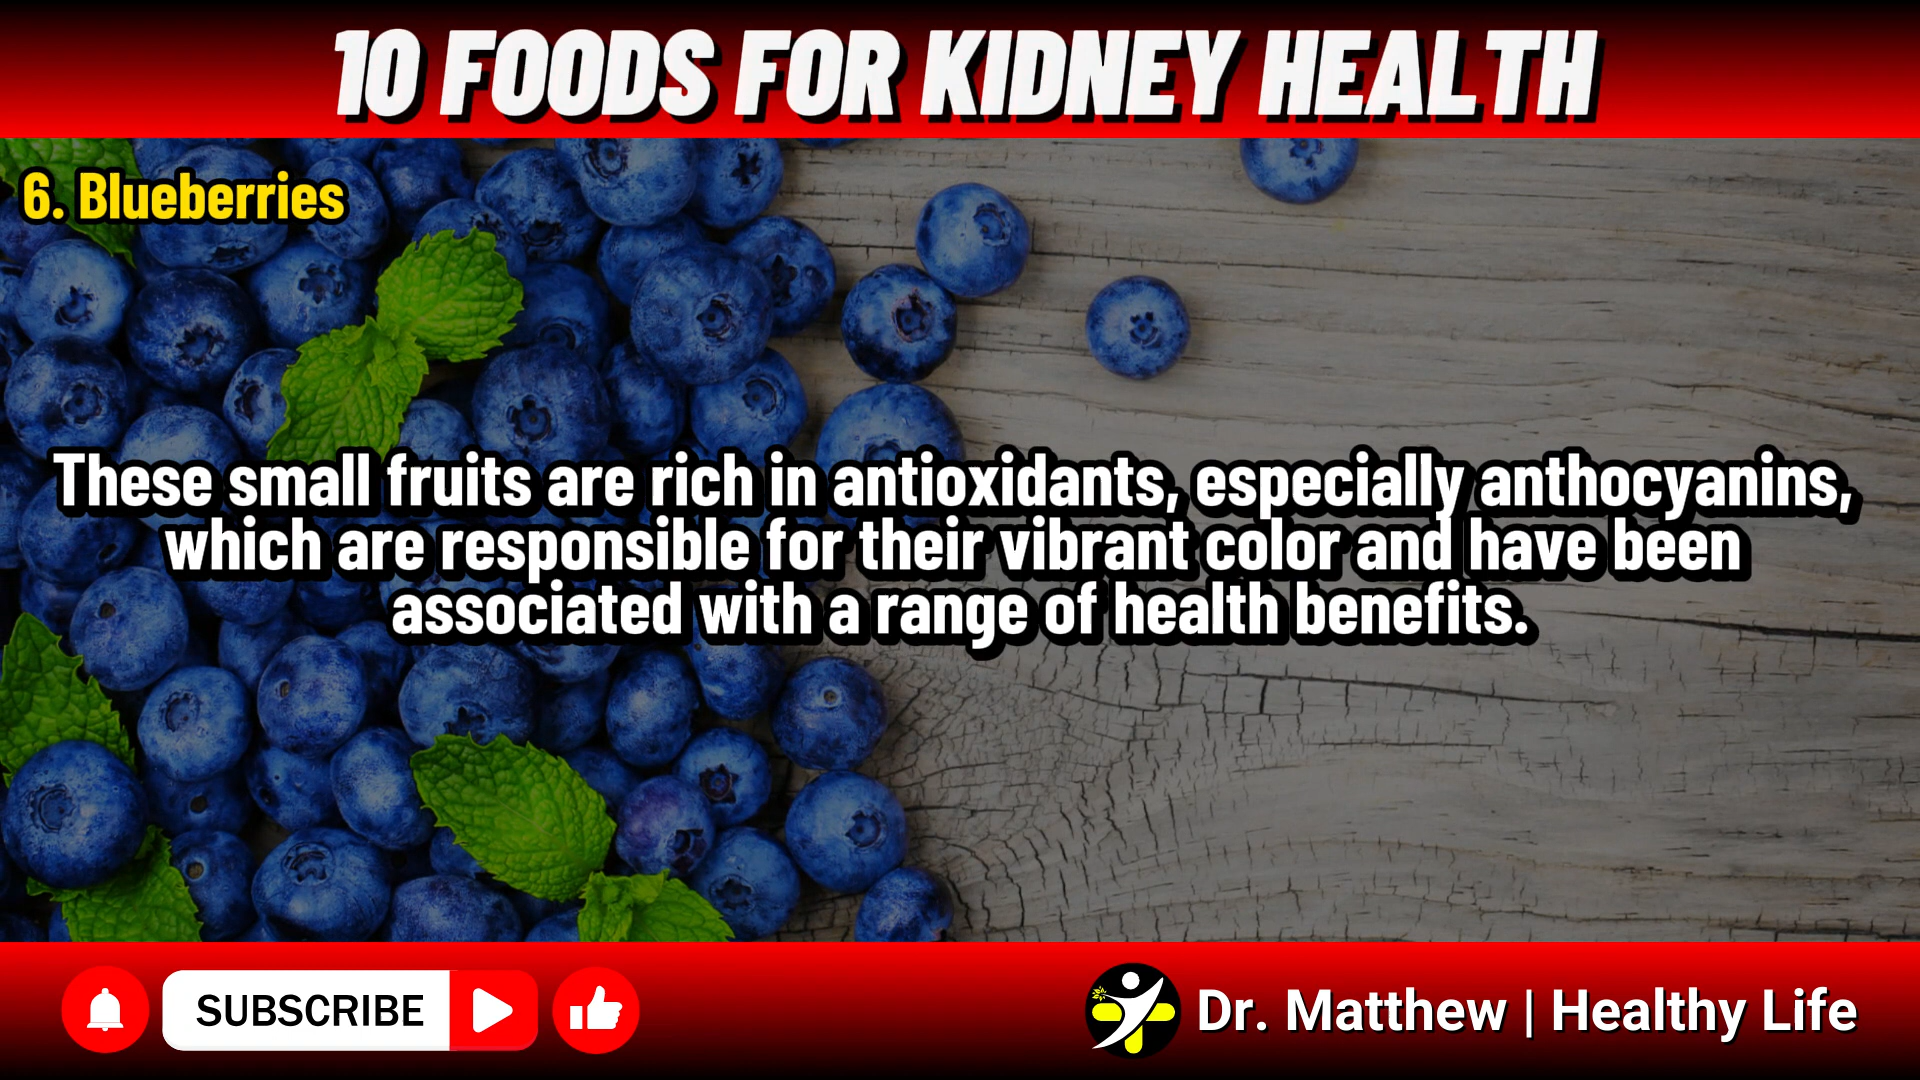 10 FOODS FOR KIDNEY HEALTH
6. Blueberries
These small fruits are rich in antioxidants, especially anthocyanins,
which are responsible for their vibrant color and have been
associated with a range of health benefits.
SUBSCRIBE
Dr. Matthew | Healthy Life